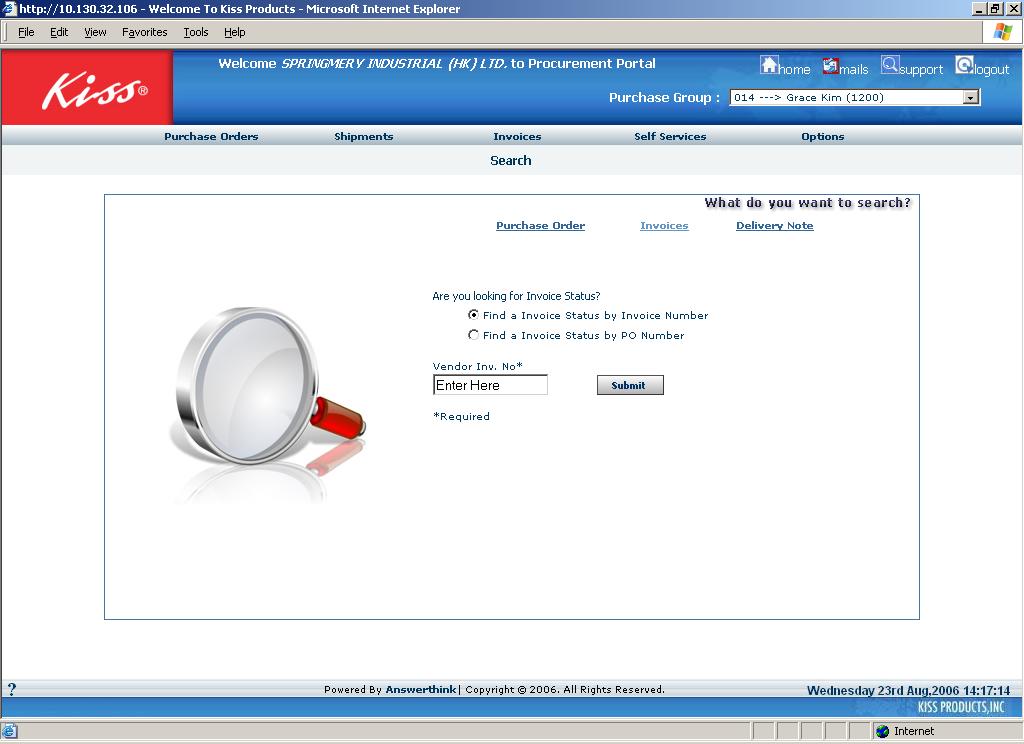 http://10.130.32.106 - Welcome To Kiss Products - Microsoft Internet Explorer
File Edit View Favorites Tools Help
Kiss®
Welcome SPRINGMERY INDUSTRIAL (HK) LTD. to Procurement Portal
home mails support logout
Purchase Group : 014 ---> Grace Kim (1200)
Purchase Orders Shipments Invoices Self Services Options
Search
What do you want to search?
Purchase Order Invoices Delivery Note
Are you looking for Invoice Status?
Find a Invoice Status by Invoice Number
Find a Invoice Status by PO Number
Vendor Inv. No*
Enter Here Submit
*Required
? Powered By Answerthink| Copyright © 2006. All Rights Reserved. Wednesday 23rd Aug,2006 14:17:14
KISS PRODUCTS,INC
Internet